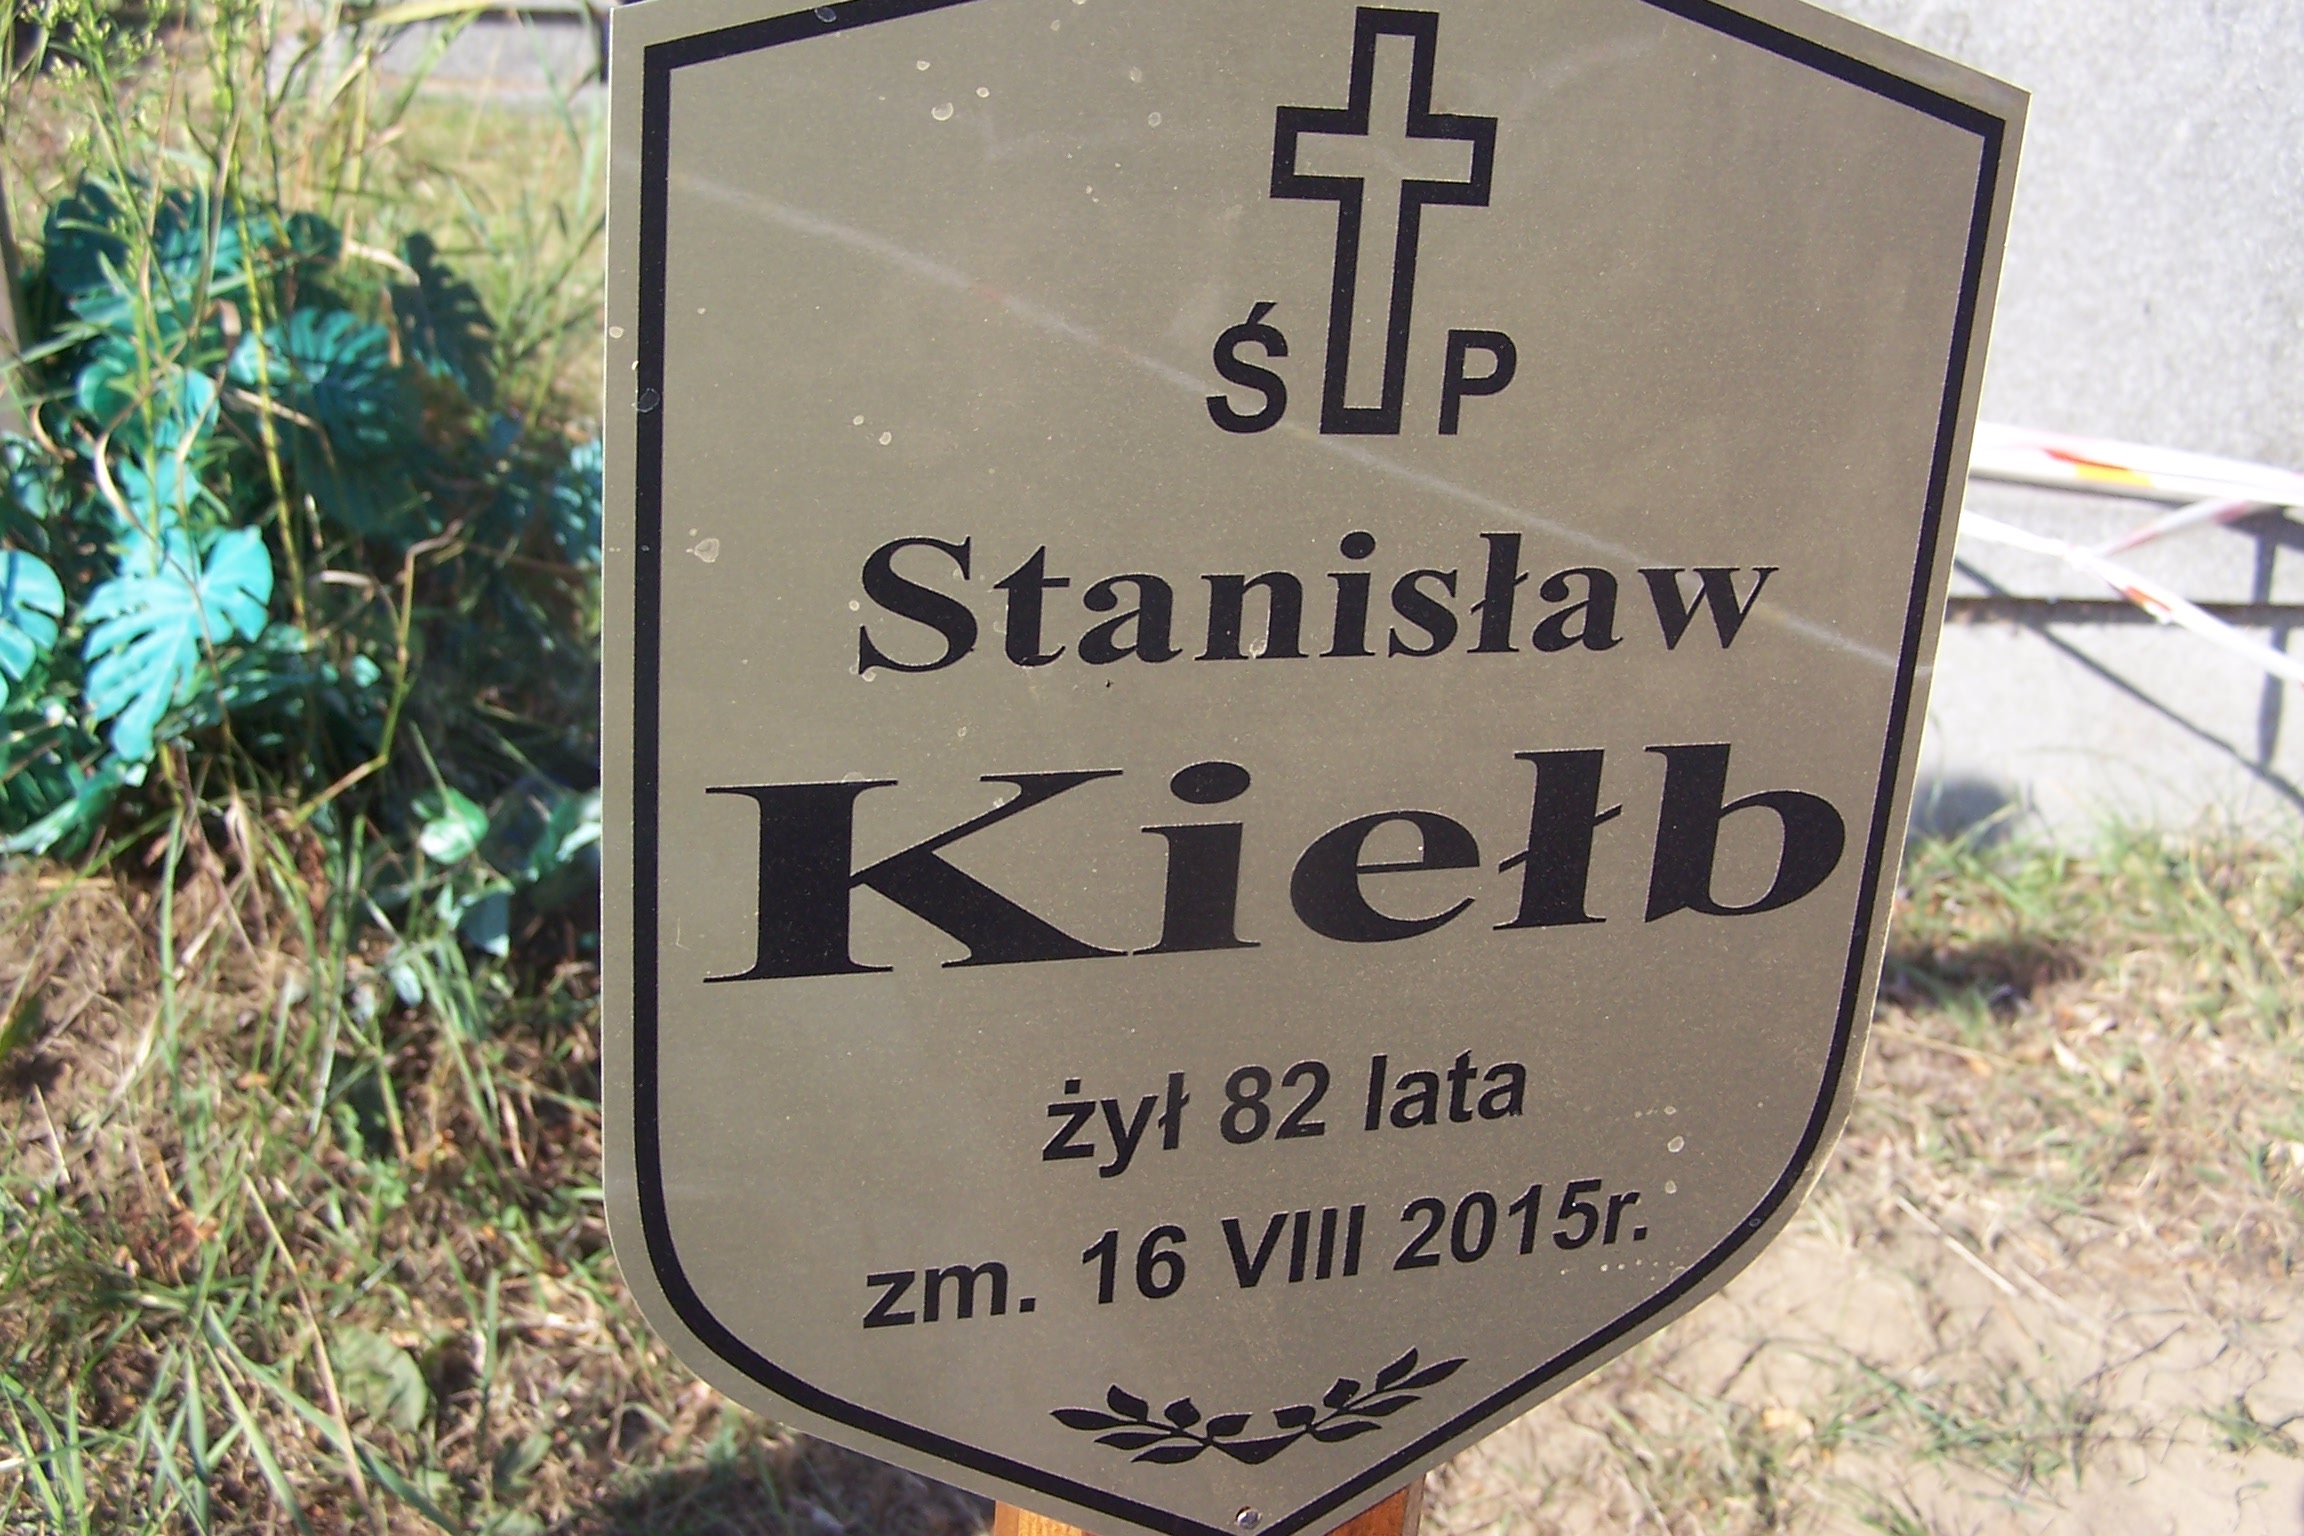 Ś P
Stanisław
Kiełb
żył 82 lata
zm. 16 VIII 2015r.